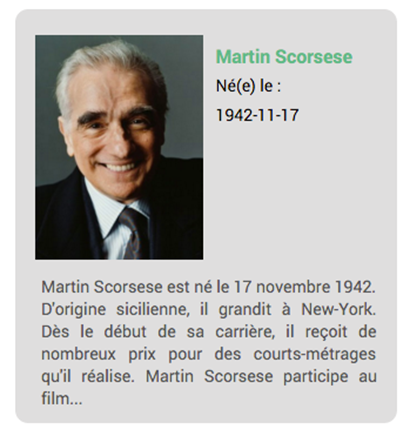 Martin Scorsese
Né(e) le :
1942-11-17
Martin Scorsese est né le 17 novembre 1942.
D'origine sicilienne, il grandit à New-York.
Dès le début de sa carrière, il reçoit de
nombreux prix pour des courts-métrages
qu'il réalise. Martin Scorsese participe au
film...